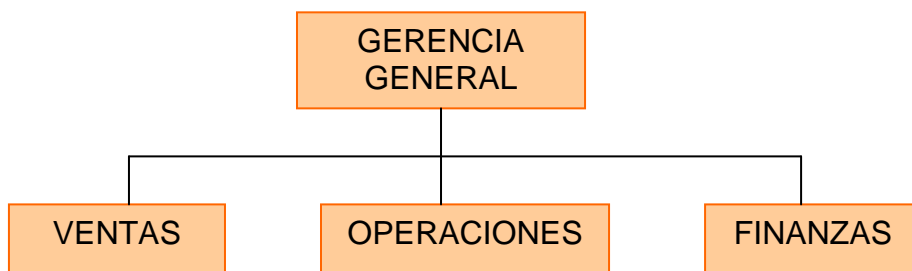 GERENCIA
GENERAL
VENTAS
OPERACIONES
FINANZAS